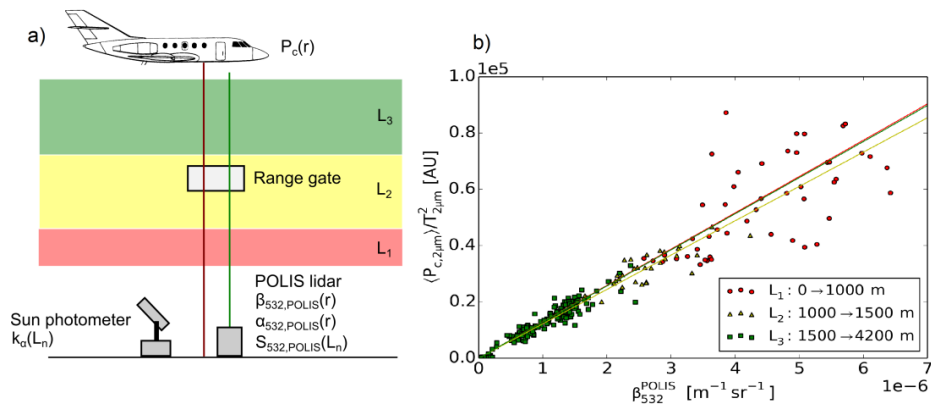 a)
P_c(r)
L_3
L_2
Range gate
L_1
POLIS lidar
β_532,POLIS(r)
α_532,POLIS(r)
S_532,POLIS(L_n)
Sun photometer
k_α(L_n)
b)
1e5
1.0
0.8
0.6
0.4
0.2
0.0
⟨P_c,2μm⟩/T²_2μm [AU]
L_1 : 0→1000 m
L_2 : 1000→1500 m
L_3 : 1500→4200 m
0 1 2 3 4 5 6 7
1e−6
β_532^POLIS [m^−1 sr^−1]